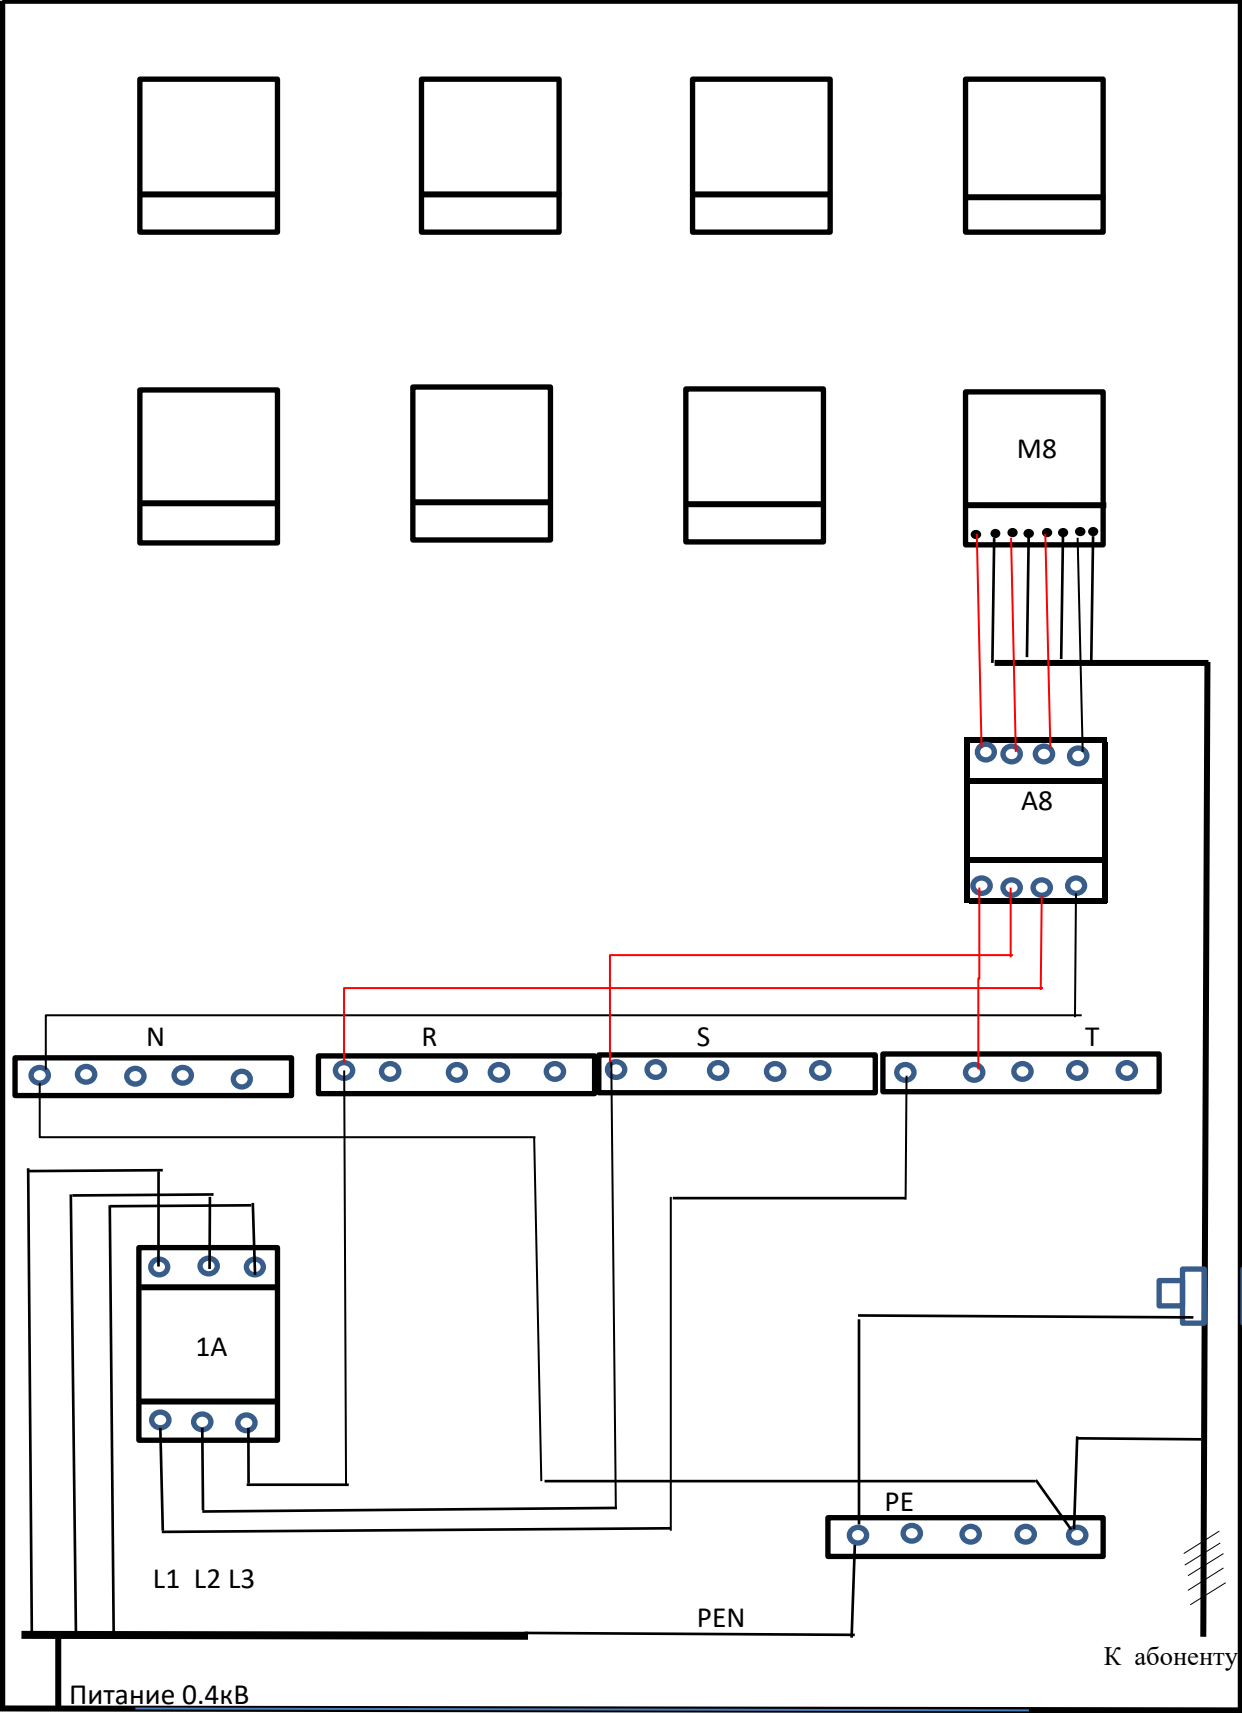 M8
A8
N
R
S
T
1A
PE
L1 L2 L3
PEN
К абоненту
Питание 0.4кВ